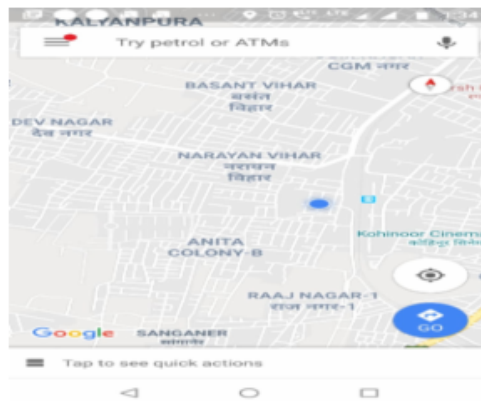 KALYANPURA
Try petrol or ATMs
CGM नगर
BASANT VIHAR
बसंत
विहार
DEV NAGAR
देव नगर
NARAYAN VIHAR
नारायन
विहार
Kohinoor Cinema
ANITA
COLONY-B
RAAJ NAGAR-1
राज नगर-1
GO
Google
SANGANER
सांगानेर
Tap to see quick actions